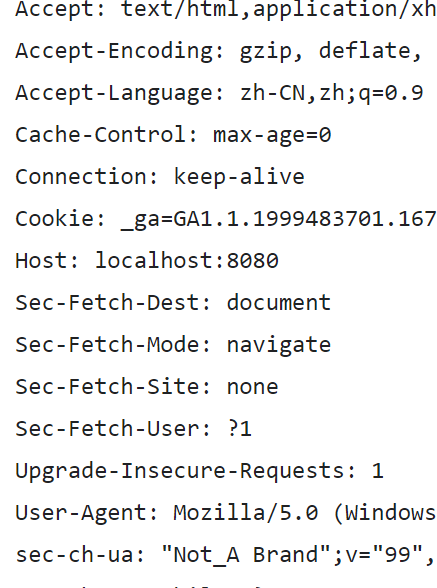 Accept: text/html,application/xh
Accept-Encoding: gzip, deflate,
Accept-Language: zh-CN,zh;q=0.9
Cache-Control: max-age=0
Connection: keep-alive
Cookie: _ga=GA1.1.1999483701.167
Host: localhost:8080
Sec-Fetch-Dest: document
Sec-Fetch-Mode: navigate
Sec-Fetch-Site: none
Sec-Fetch-User: ?1
Upgrade-Insecure-Requests: 1
User-Agent: Mozilla/5.0 (Windows
sec-ch-ua: "Not_A Brand";v="99",